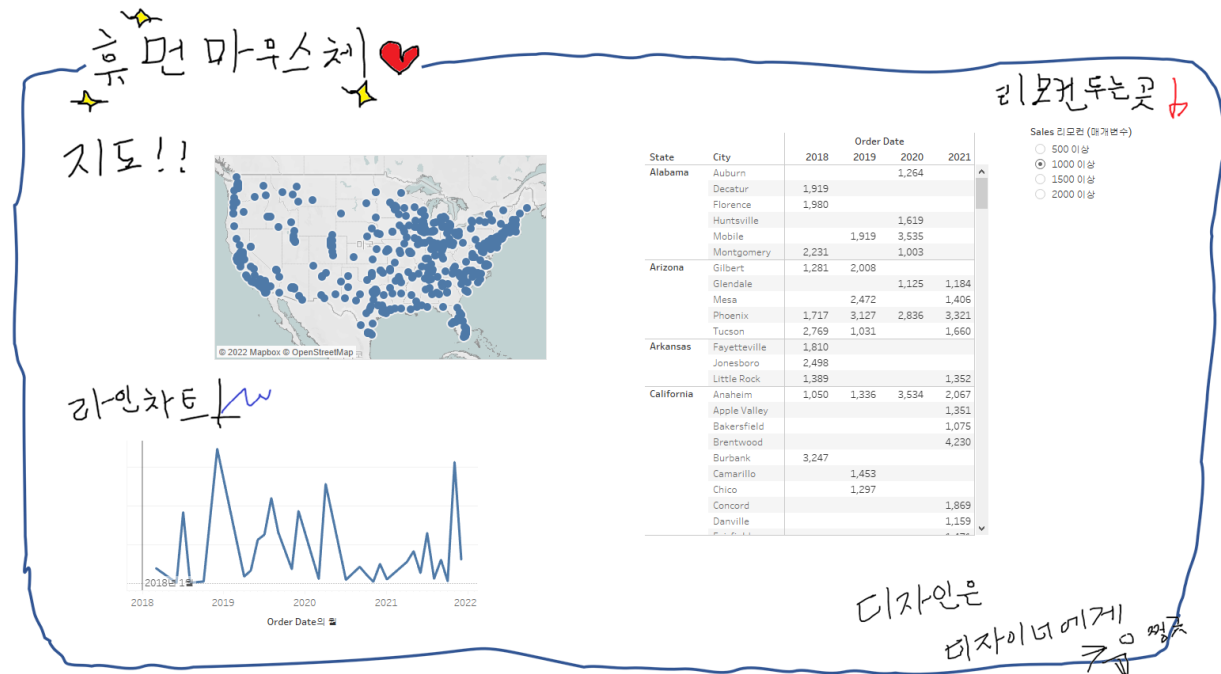 휴먼마우스체
리모컨 두는 곳
지도!!
© 2022 Mapbox © OpenStreetMap
미국
라인차트
2018년 1월
2018 2019 2020 2021 2022
Order Date의 월
Order Date
State City 2018 2019 2020 2021
Alabama Auburn 1,264
Decatur 1,919
Florence 1,980
Huntsville 1,619
Mobile 1,919 3,535
Montgomery 2,231 1,003
Arizona Gilbert 1,281 2,008
Glendale 1,125 1,184
Mesa 2,472 1,406
Phoenix 1,717 3,127 2,836 3,321
Tucson 2,769 1,031 1,660
Arkansas Fayetteville 1,810
Jonesboro 2,498
Little Rock 1,389 1,352
California Anaheim 1,050 1,336 3,534 2,067
Apple Valley 1,351
Bakersfield 1,075
Brentwood 4,230
Burbank 3,247
Camarillo 1,453
Chico 1,297
Concord 1,869
Danville 1,159
Sales 리모컨 (매개변수)
500 이상
1000 이상
1500 이상
2000 이상
디자인은
디자이너에게
찡긋